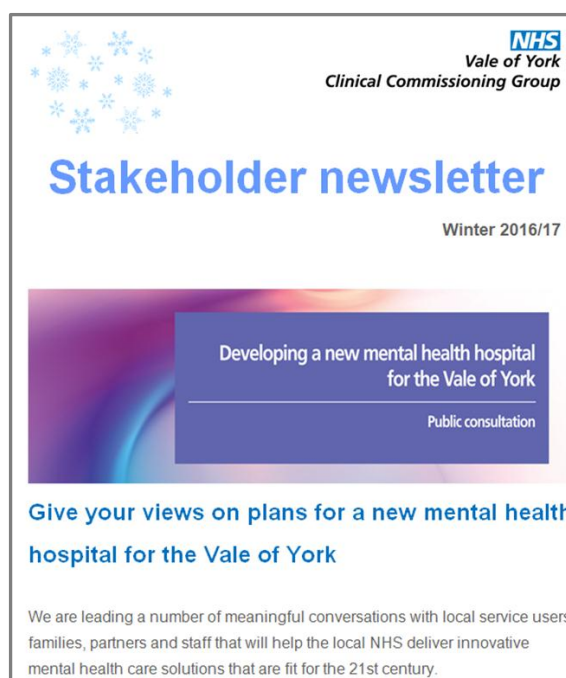 NHS
Vale of York
Clinical Commissioning Group
Stakeholder newsletter
Winter 2016/17
Developing a new mental health hospital
for the Vale of York
Public consultation
Give your views on plans for a new mental health
hospital for the Vale of York
We are leading a number of meaningful conversations with local service users
families, partners and staff that will help the local NHS deliver innovative
mental health care solutions that are fit for the 21st century.